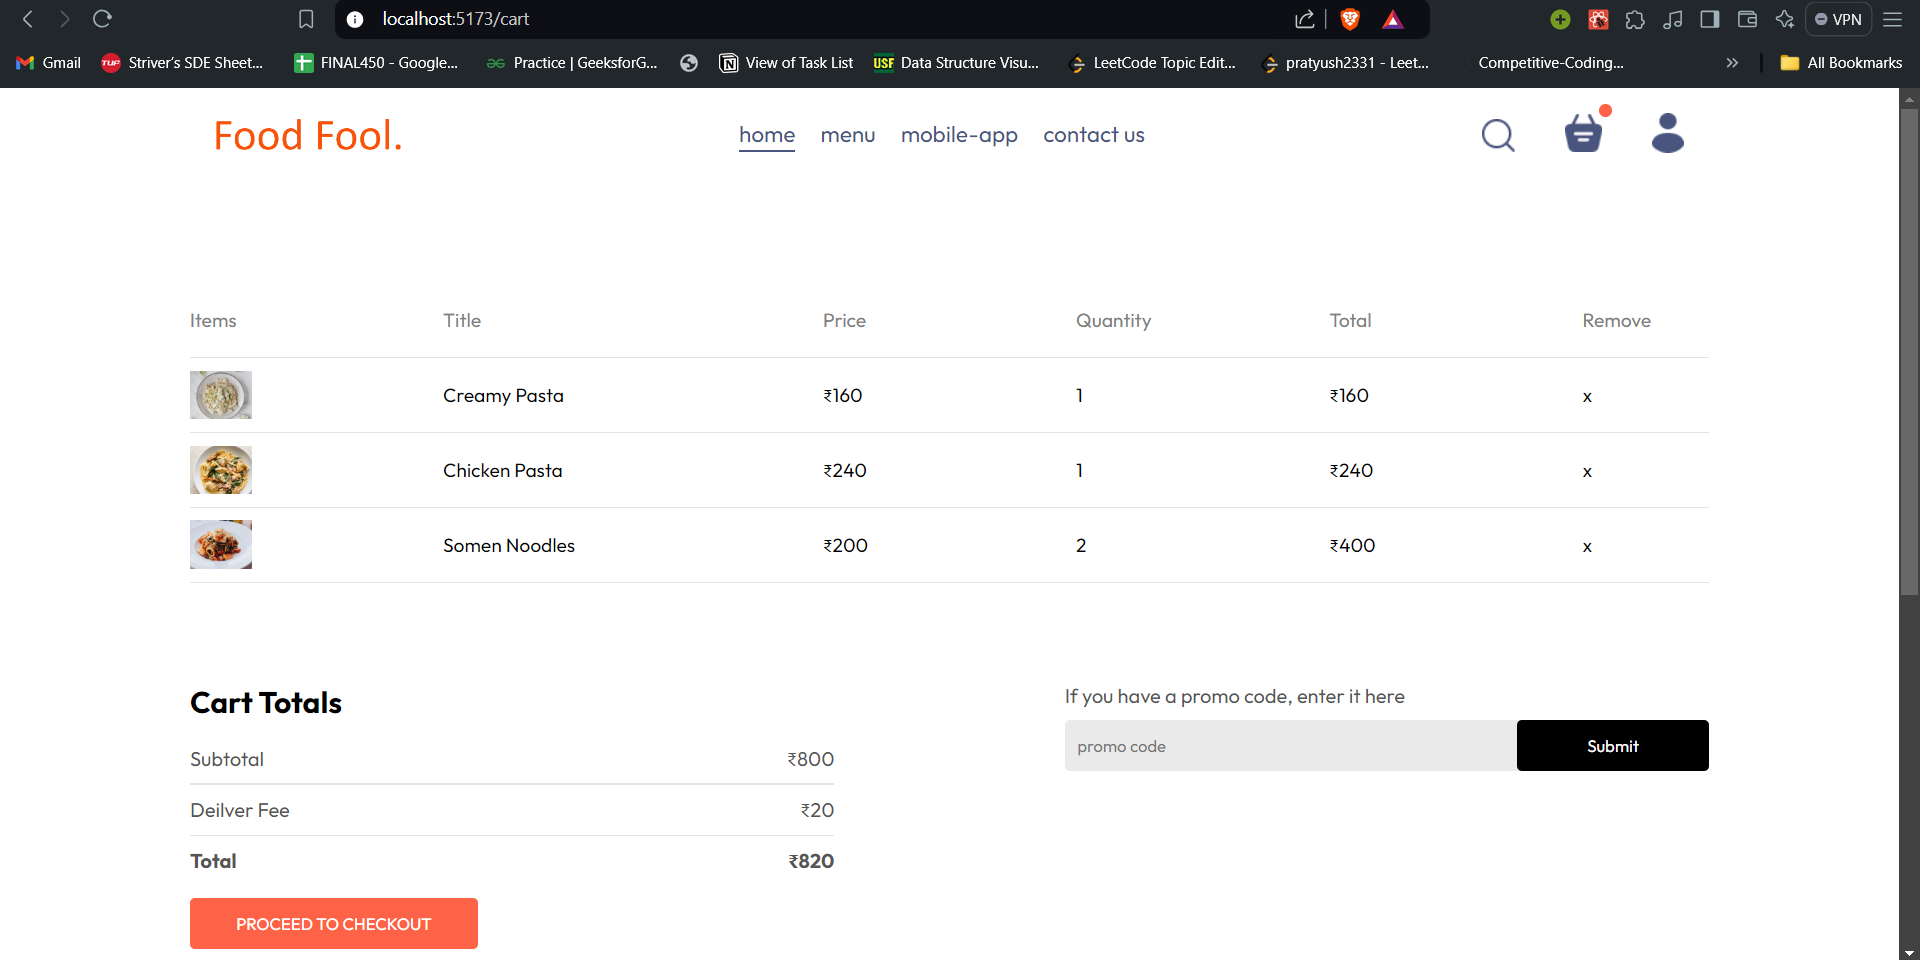 localhost:5173/cart
VPN
Gmail
Striver's SDE Sheet...
FINAL450 - Google...
Practice | GeeksforG...
View of Task List
USF Data Structure Visu...
LeetCode Topic Edit...
pratyush2331 - Leet...
Competitive-Coding...
All Bookmarks
Food Fool.
home menu mobile-app contact us
Items Title Price Quantity Total Remove
Creamy Pasta ₹160 1 ₹160 x
Chicken Pasta ₹240 1 ₹240 x
Somen Noodles ₹200 2 ₹400 x
Cart Totals
Subtotal ₹800
Deilver Fee ₹20
Total ₹820
PROCEED TO CHECKOUT
If you have a promo code, enter it here
promo code
Submit